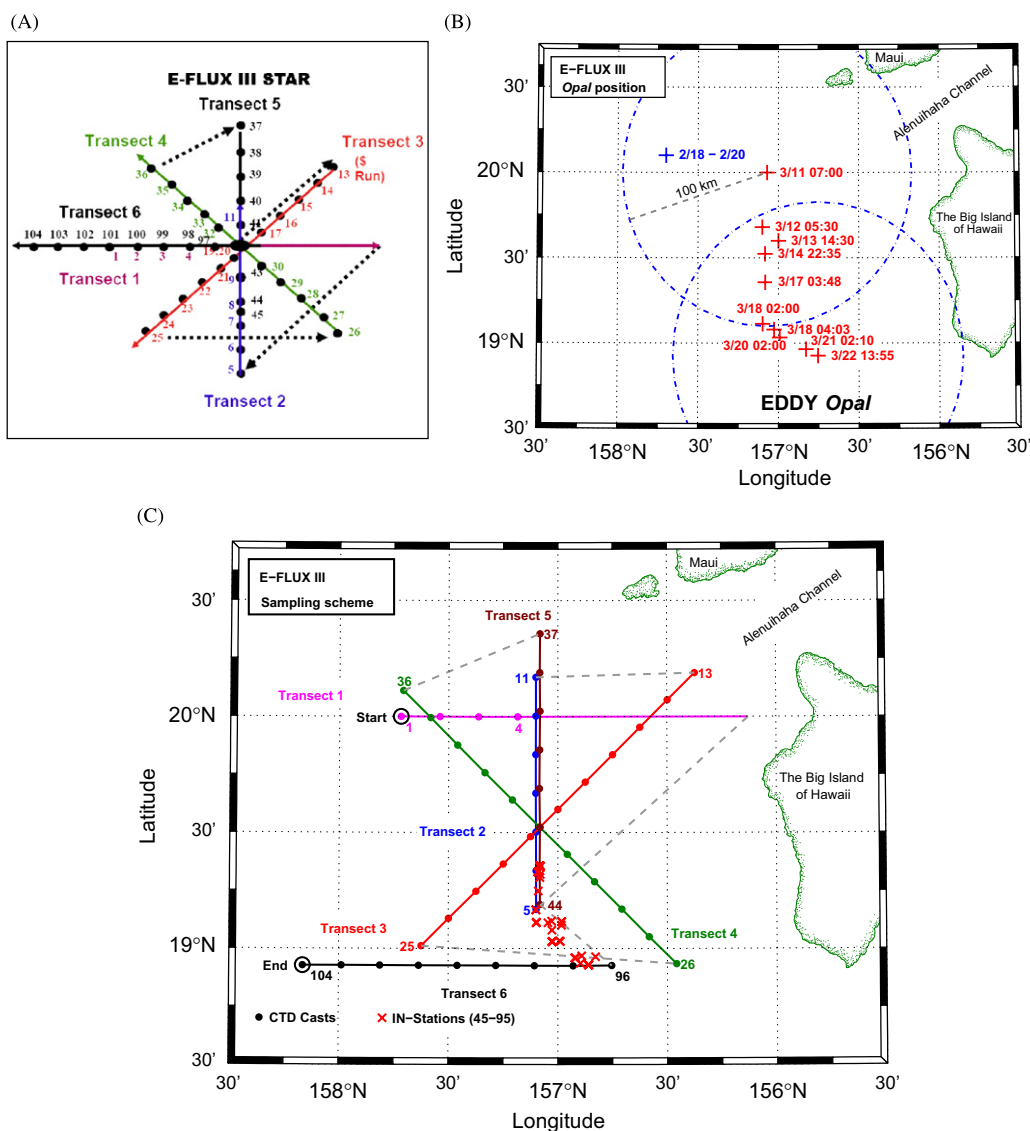 (A)
E-FLUX III STAR
Transect 5
37
Transect 4
Transect 3
($
Run)
38
13
36
39
14
35
15
40
34
16
11
33
17
Transect 6
32
41
104 103 102 101 100 99 98 97
19,20
1 2 3 4
Transect 1
21
43
30
9
22
29
8
44
28
23
7
45
27
24
6
26
25
5
Transect 2
(B)
E−FLUX III
Opal position
Maui
Alenuihaha Channel
30'
2/18 − 2/20
20°N
3/11 07:00
100 km
The Big Island
of Hawaii
3/12 05:30
3/13 14:30
30'
3/14 22:35
3/17 03:48
3/18 02:00
3/18 04:03
19°N
3/20 02:00
3/21 02:10
3/22 13:55
EDDY Opal
30'
30' 158°N 30' 157°N 30' 156°N 30'
Latitude
Longitude
(C)
E−FLUX III
Sampling scheme
Maui
Alenuihaha Channel
30'
Transect 5
37
36
11
13
Transect 1
Start
1
4
20°N
The Big Island
of Hawaii
Transect 2
30'
5
44
Transect 3
25
Transect 4
26
19°N
End
104
96
Transect 6
CTD Casts
IN−Stations (45−95)
30'
30' 158°N 30' 157°N 30' 156°N 30'
Latitude
Longitude